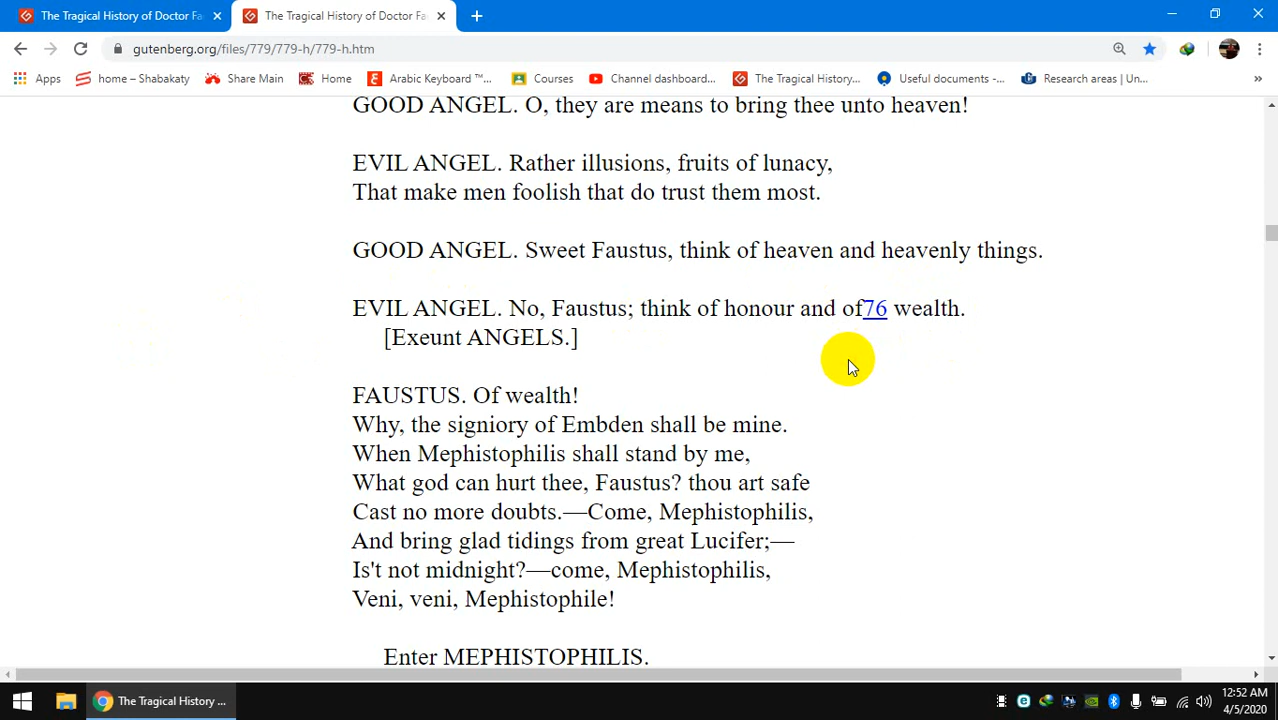 The Tragical History of Doctor Fa
The Tragical History of Doctor Fa
gutenberg.org/files/779/779-h/779-h.htm
Apps
home – Shabakaty
Share Main
Home
Arabic Keyboard ™...
Courses
Channel dashboard...
The Tragical History...
Useful documents -...
Research areas | Un...
»
GOOD ANGEL. O, they are means to bring thee unto heaven!
EVIL ANGEL. Rather illusions, fruits of lunacy,
That make men foolish that do trust them most.
GOOD ANGEL. Sweet Faustus, think of heaven and heavenly things.
EVIL ANGEL. No, Faustus; think of honour and of76 wealth.
[Exeunt ANGELS.]
FAUSTUS. Of wealth!
Why, the signiory of Embden shall be mine.
When Mephistophilis shall stand by me,
What god can hurt thee, Faustus? thou art safe
Cast no more doubts.—Come, Mephistophilis,
And bring glad tidings from great Lucifer;—
Is't not midnight?—come, Mephistophilis,
Veni, veni, Mephistophile!
Enter MEPHISTOPHILIS.
The Tragical History ...
12:52 AM
4/5/2020